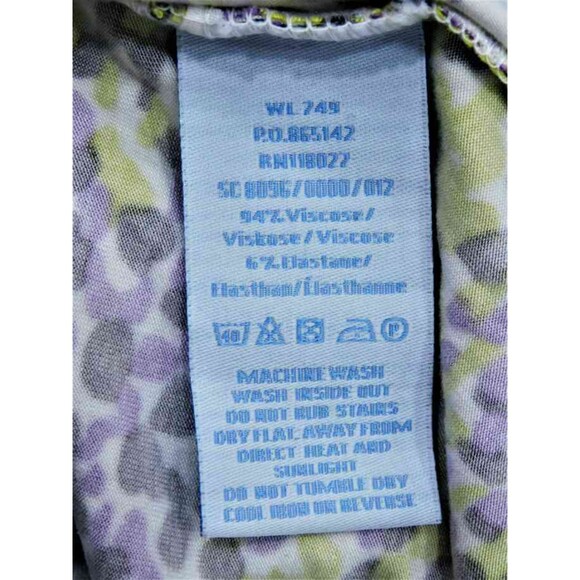 WL 749
P.O.865142
RN118027
SC 8096/0000/012
94% Viscose/
Viskose / Viscose
6% Elastane/
Elasthan/Élasthanne
40 P
MACHINE WASH
WASH INSIDE OUT
DO NOT RUB STAINS
DRY FLAT, AWAY FROM
DIRECT HEAT AND
SUNLIGHT
DO NOT TUMBLE DRY
COOL IRON ON REVERSE